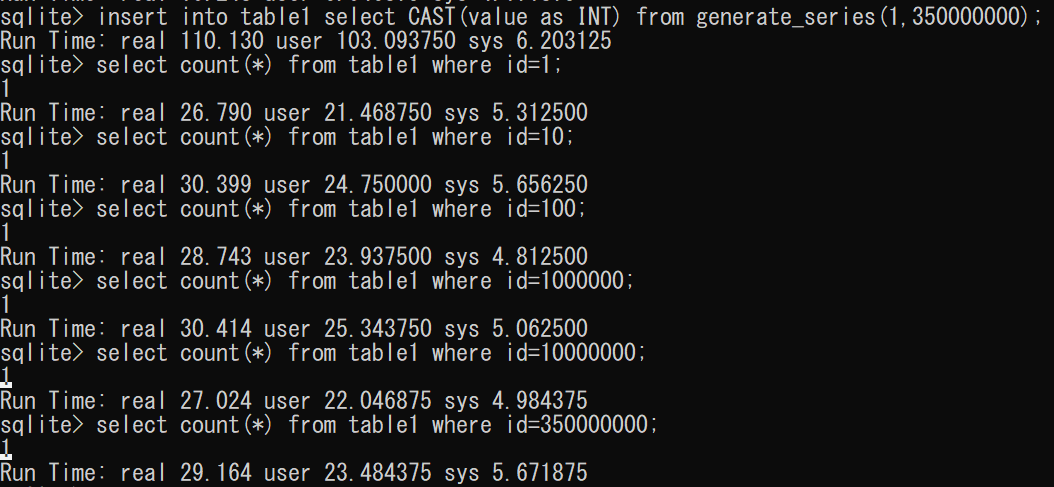 sqlite> insert into table1 select CAST(value as INT) from generate_series(1,350000000);
Run Time: real 110.130 user 103.093750 sys 6.203125
sqlite> select count(*) from table1 where id=1;
1
Run Time: real 26.790 user 21.468750 sys 5.312500
sqlite> select count(*) from table1 where id=10;
1
Run Time: real 30.399 user 24.750000 sys 5.656250
sqlite> select count(*) from table1 where id=100;
1
Run Time: real 28.743 user 23.937500 sys 4.812500
sqlite> select count(*) from table1 where id=1000000;
1
Run Time: real 30.414 user 25.343750 sys 5.062500
sqlite> select count(*) from table1 where id=10000000;
1
Run Time: real 27.024 user 22.046875 sys 4.984375
sqlite> select count(*) from table1 where id=350000000;
1
Run Time: real 29.164 user 23.484375 sys 5.671875